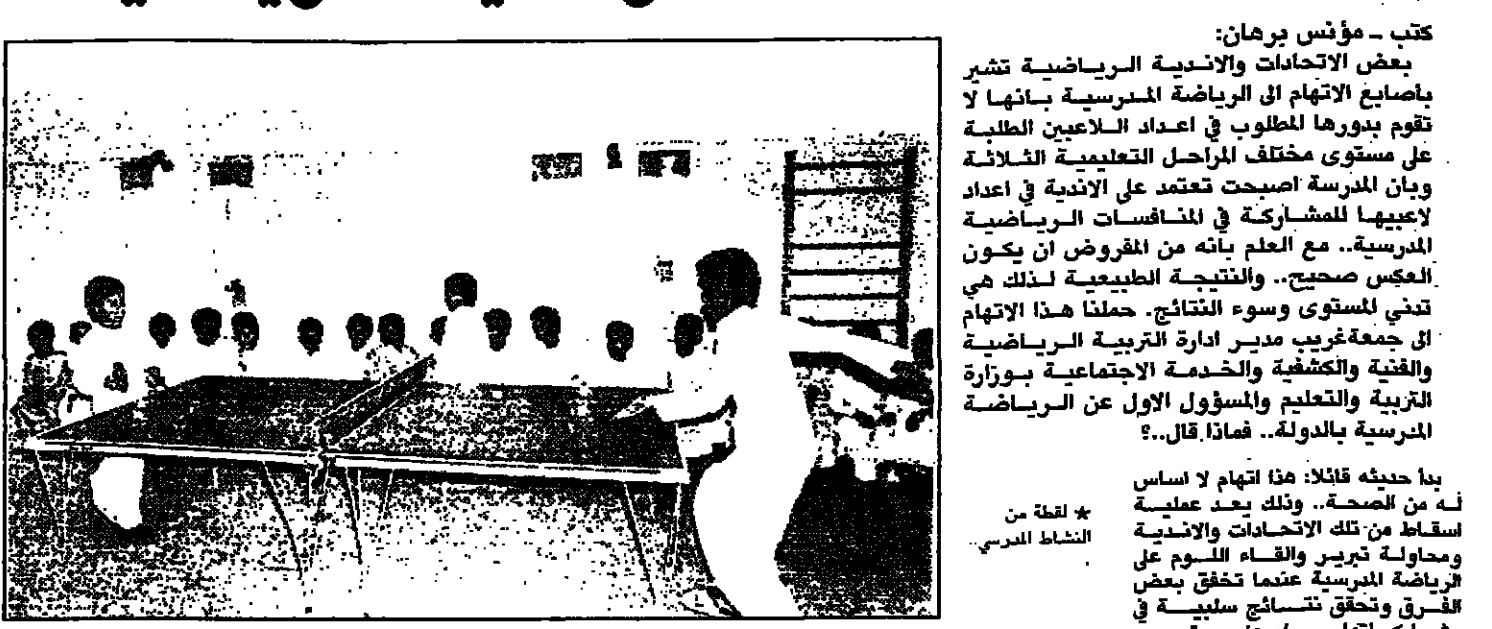 كتب ـ مؤنس برهان:
بعض الاتحادات والاندية الرياضية تشير
بأصابع الاتهام الى الرياضة المدرسية بانها لا
تقوم بدورها المطلوب في اعداد اللاعبين الطلبة
على مستوى مختلف المراحل التعليمية الثلاثة
وبان المدرسة اصبحت تعتمد على الاندية في اعداد
لاعبيها للمشاركة في المنافسات الرياضية
المدرسية.. مع العلم بانه من المفروض ان يكون
العكس صحيح.. والنتيجة الطبيعية لذلك هي
تدني المستوى وسوء النتائج. حملنا هذا الاتهام
الى جمعة غريب مدير ادارة التربية الرياضية
والفنية والكشفية والخدمة الاجتماعية بوزارة
التربية والتعليم والمسؤول الاول عن الرياضة
المدرسية بالدولة.. فماذا قال..؟
بدأ حديثه قائلا: هذا اتهام لا اساس
له من الصحة.. وذلك يعد عملية
اسقاط من تلك الاتحادات والاندية
ومحاولة تبرير والقاء اللوم على
الرياضة المدرسية عندما تخفق بعض
الفرق وتحقق نتائج سلبية في
★ لقطة من
النشاط المدرسي..